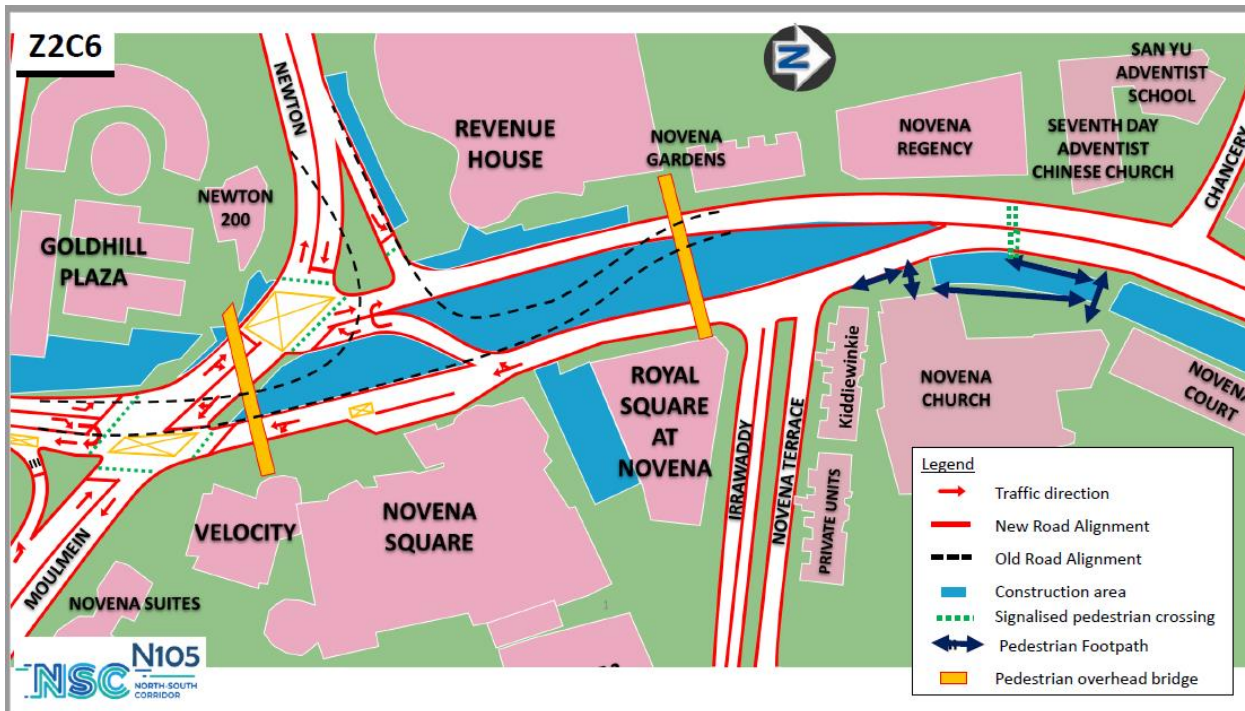 Z2C6
N
SAN YU
ADVENTIST
SCHOOL
NEWTON
REVENUE
HOUSE
NOVENA
GARDENS
NOVENA
REGENCY
SEVENTH DAY
ADVENTIST
CHINESE CHURCH
CHANCERY
NEWTON
200
GOLDHILL
PLAZA
Kiddiewinkie
NOVENA
CHURCH
NOVENA
COURT
ROYAL
SQUARE
AT
NOVENA
IRRAWADDY
NOVENA TERRACE
PRIVATE UNITS
VELOCITY
NOVENA
SQUARE
MOULMEIN
NOVENA SUITES
1
Legend
Traffic direction
New Road Alignment
Old Road Alignment
Construction area
Signalised pedestrian crossing
Pedestrian Footpath
Pedestrian overhead bridge
NSC
N105
NORTH-SOUTH
CORRIDOR